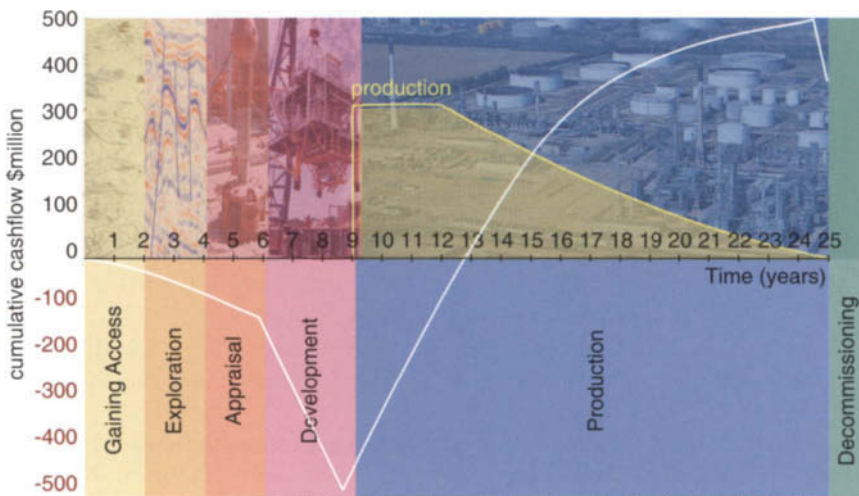 500
400
300
200
100
0
-100
-200
-300
-400
-500
cumulative cashflow $million
production
1 2 3 4 5 6 7 8 9 10 11 12 13 14 15 16 17 18 19 20 21 22 23 24 25
Time (years)
Gaining Access
Exploration
Appraisal
Development
Production
Decommissioning